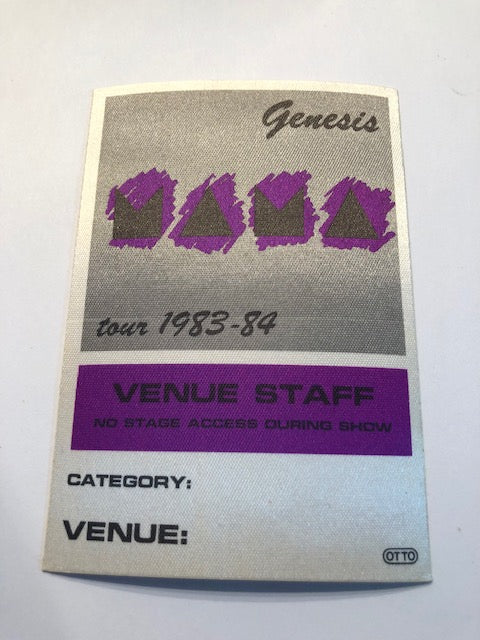 Genesis
MAMA
tour 1983-84
VENUE STAFF
NO STAGE ACCESS DURING SHOW
CATEGORY:
VENUE:
OTTO